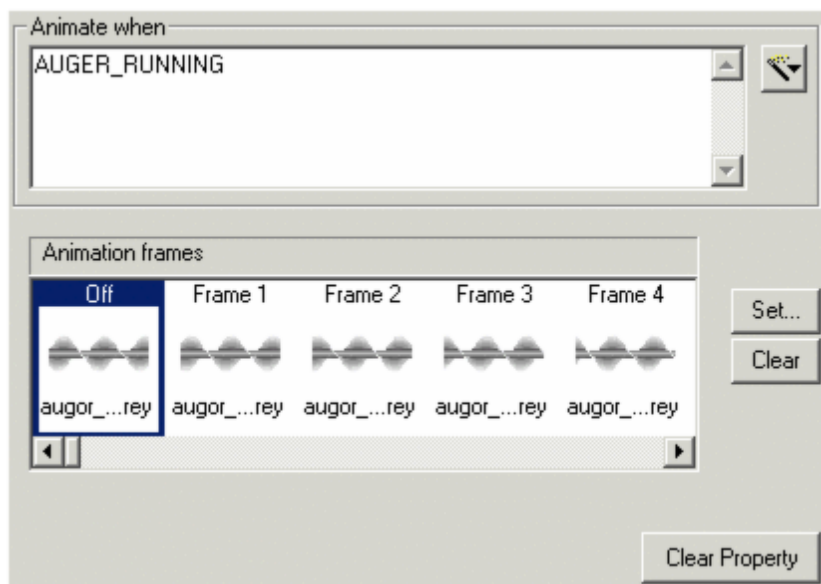 Animate when
AUGER_RUNNING
Animation frames
Off Frame 1 Frame 2 Frame 3 Frame 4
augor_...rey augor_...rey augor_...rey augor_...rey augor_...rey
Set...
Clear
Clear Property